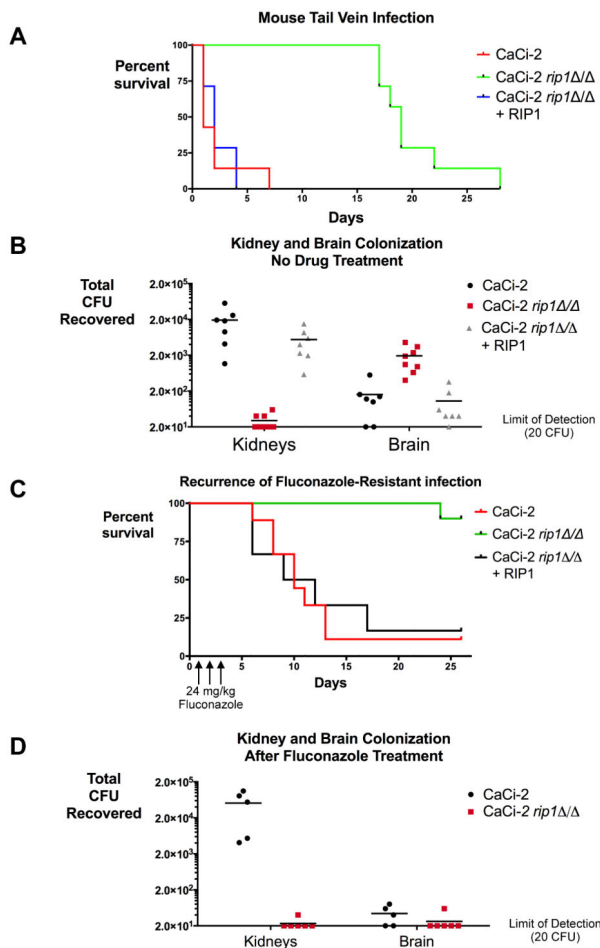 A
Mouse Tail Vein Infection
Percent
survival
100
75
50
25
0
0 5 10 15 20 25
Days
CaCi-2
CaCi-2 rip1Δ/Δ
CaCi-2 rip1Δ/Δ
+ RIP1
B
Kidney and Brain Colonization
No Drug Treatment
Total
CFU
Recovered
2.0×10⁵
2.0×10⁴
2.0×10³
2.0×10²
2.0×10¹
Kidneys Brain
CaCi-2
CaCi-2 rip1Δ/Δ
CaCi-2 rip1Δ/Δ
+ RIP1
Limit of Detection
(20 CFU)
C
Recurrence of Fluconazole-Resistant infection
Percent
survival
100
75
50
25
0
0 5 10 15 20 25
Days
24 mg/kg
Fluconazole
CaCi-2
CaCi-2 rip1Δ/Δ
CaCi-2 rip1Δ/Δ
+ RIP1
D
Kidney and Brain Colonization
After Fluconazole Treatment
Total
CFU
Recovered
2.0×10⁵
2.0×10⁴
2.0×10³
2.0×10²
2.0×10¹
Kidneys Brain
CaCi-2
CaCi-2 rip1Δ/Δ
Limit of Detection
(20 CFU)